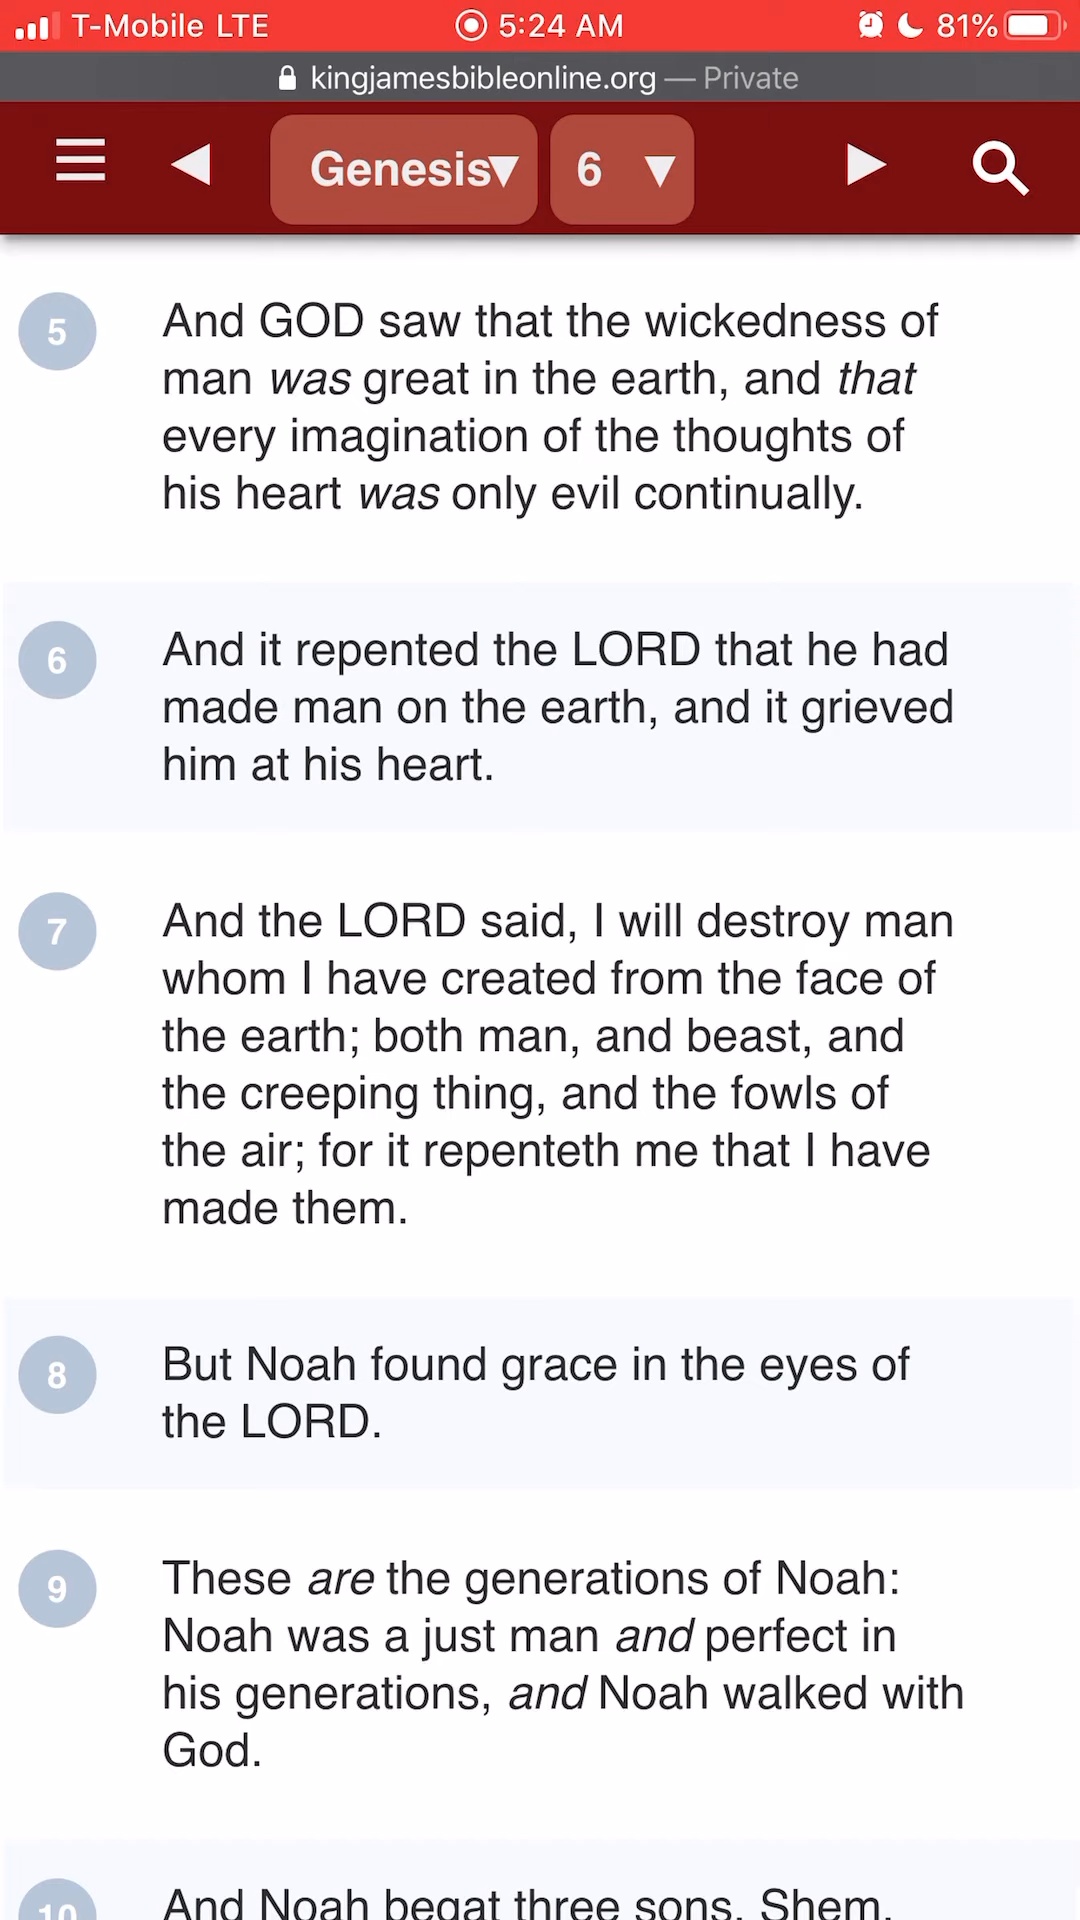 T-Mobile LTE 5:24 AM 81%
kingjamesbibleonline.org — Private
Genesis▼ 6 ▼
5 And GOD saw that the wickedness of
man was great in the earth, and that
every imagination of the thoughts of
his heart was only evil continually.
6 And it repented the LORD that he had
made man on the earth, and it grieved
him at his heart.
7 And the LORD said, I will destroy man
whom I have created from the face of
the earth; both man, and beast, and
the creeping thing, and the fowls of
the air; for it repenteth me that I have
made them.
8 But Noah found grace in the eyes of
the LORD.
9 These are the generations of Noah:
Noah was a just man and perfect in
his generations, and Noah walked with
God.
10 And Noah begat three sons, Shem,